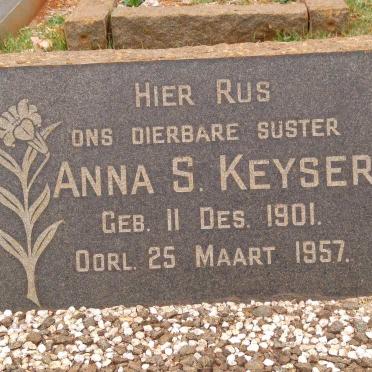 HIER RUS
ONS DIERBARE SUSTER
ANNA S. KEYSER
GEB. 11 DES. 1901.
OORL. 25 MAART 1957.